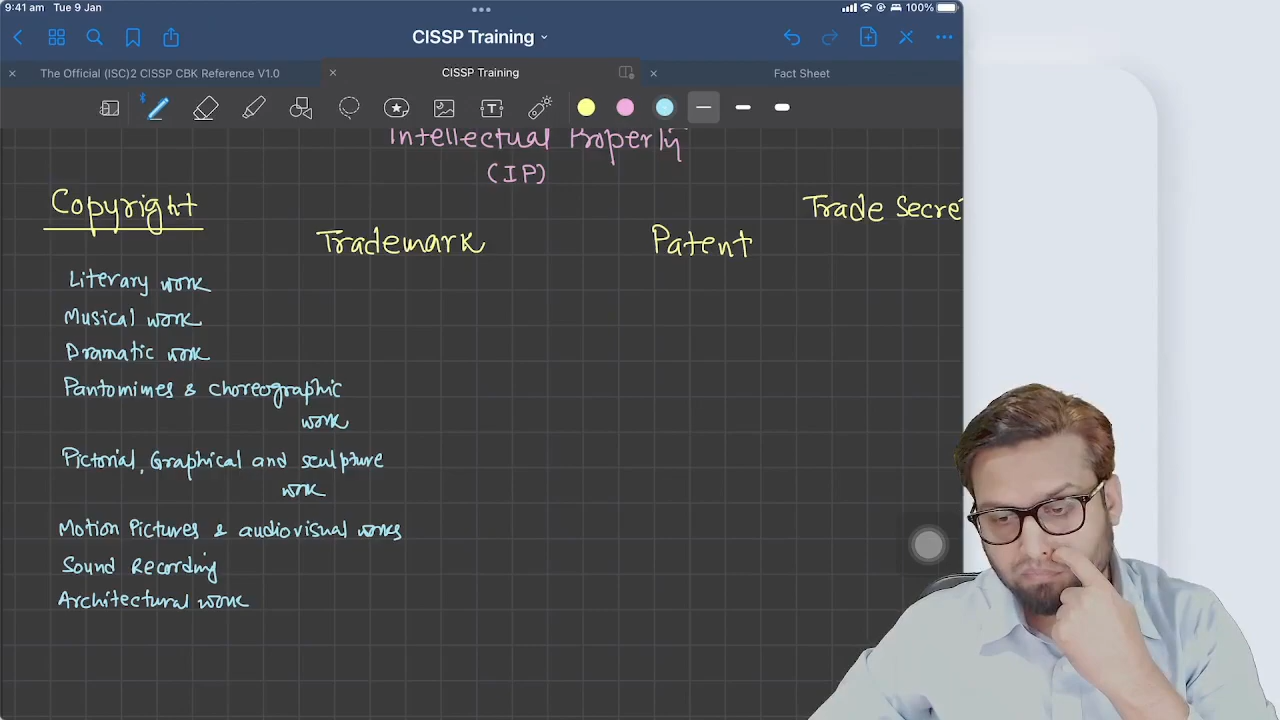 9:41 am Tue 9 Jan
100%
CISSP Training
The Official (ISC)2 CISSP CBK Reference V1.0
CISSP Training
Fact Sheet
T
Intellectual Property
(IP)
Copyright
Trademark
Patent
Trade Secre
Literary work
Musical work
Dramatic work
Pantomimes & choreographic
work
Pictorial, Graphical and sculpture
work
Motion Pictures & audiovisual works
Sound Recording
Architectural work